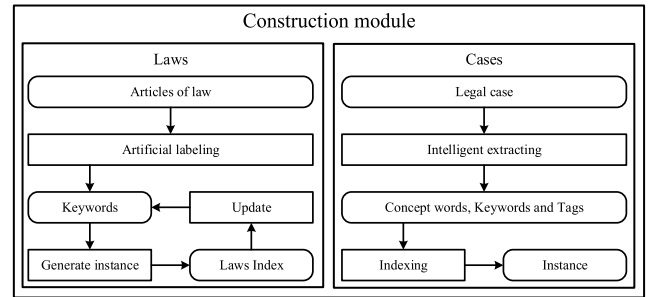 Construction module
Laws
Articles of law
Artificial labeling
Keywords
Update
Generate instance
Laws Index
Cases
Legal case
Intelligent extracting
Concept words, Keywords and Tags
Indexing
Instance